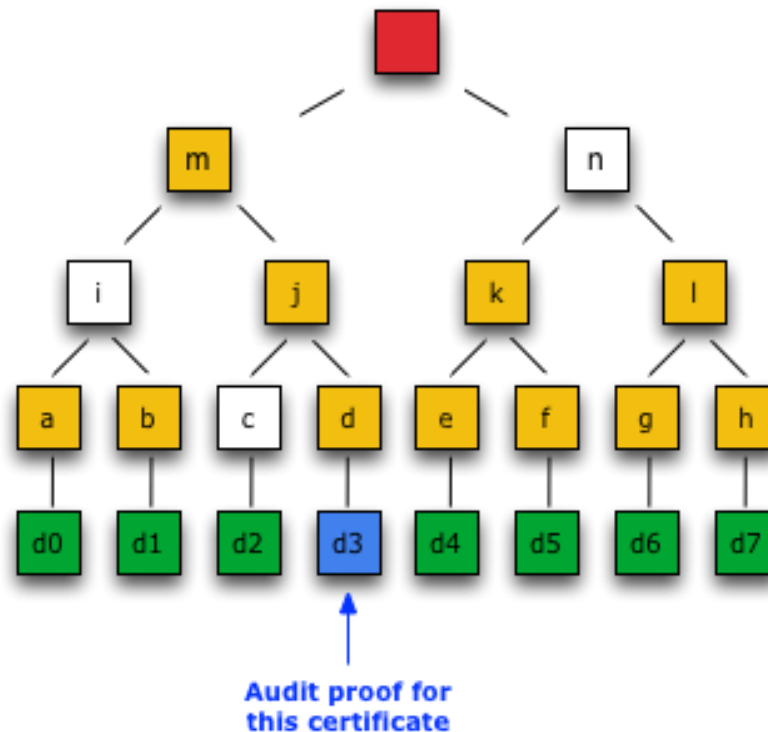 m n
i j k l
a b c d e f g h
d0 d1 d2 d3 d4 d5 d6 d7
Audit proof for
this certificate